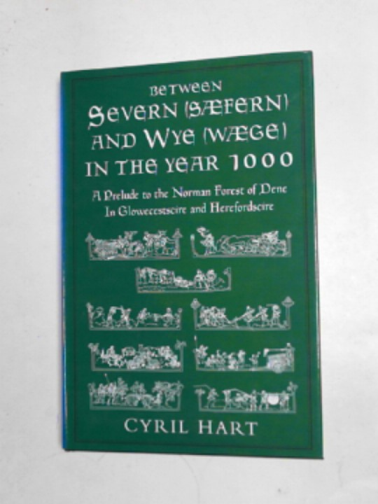 BETWEEN
SEVERN (SÆFERN)
AND WYE (WÆGE)
IN THE YEAR 1000
A Prelude to the Norman Forest of Dene
In Glowecestscire and Herefordscire
CYRIL HART